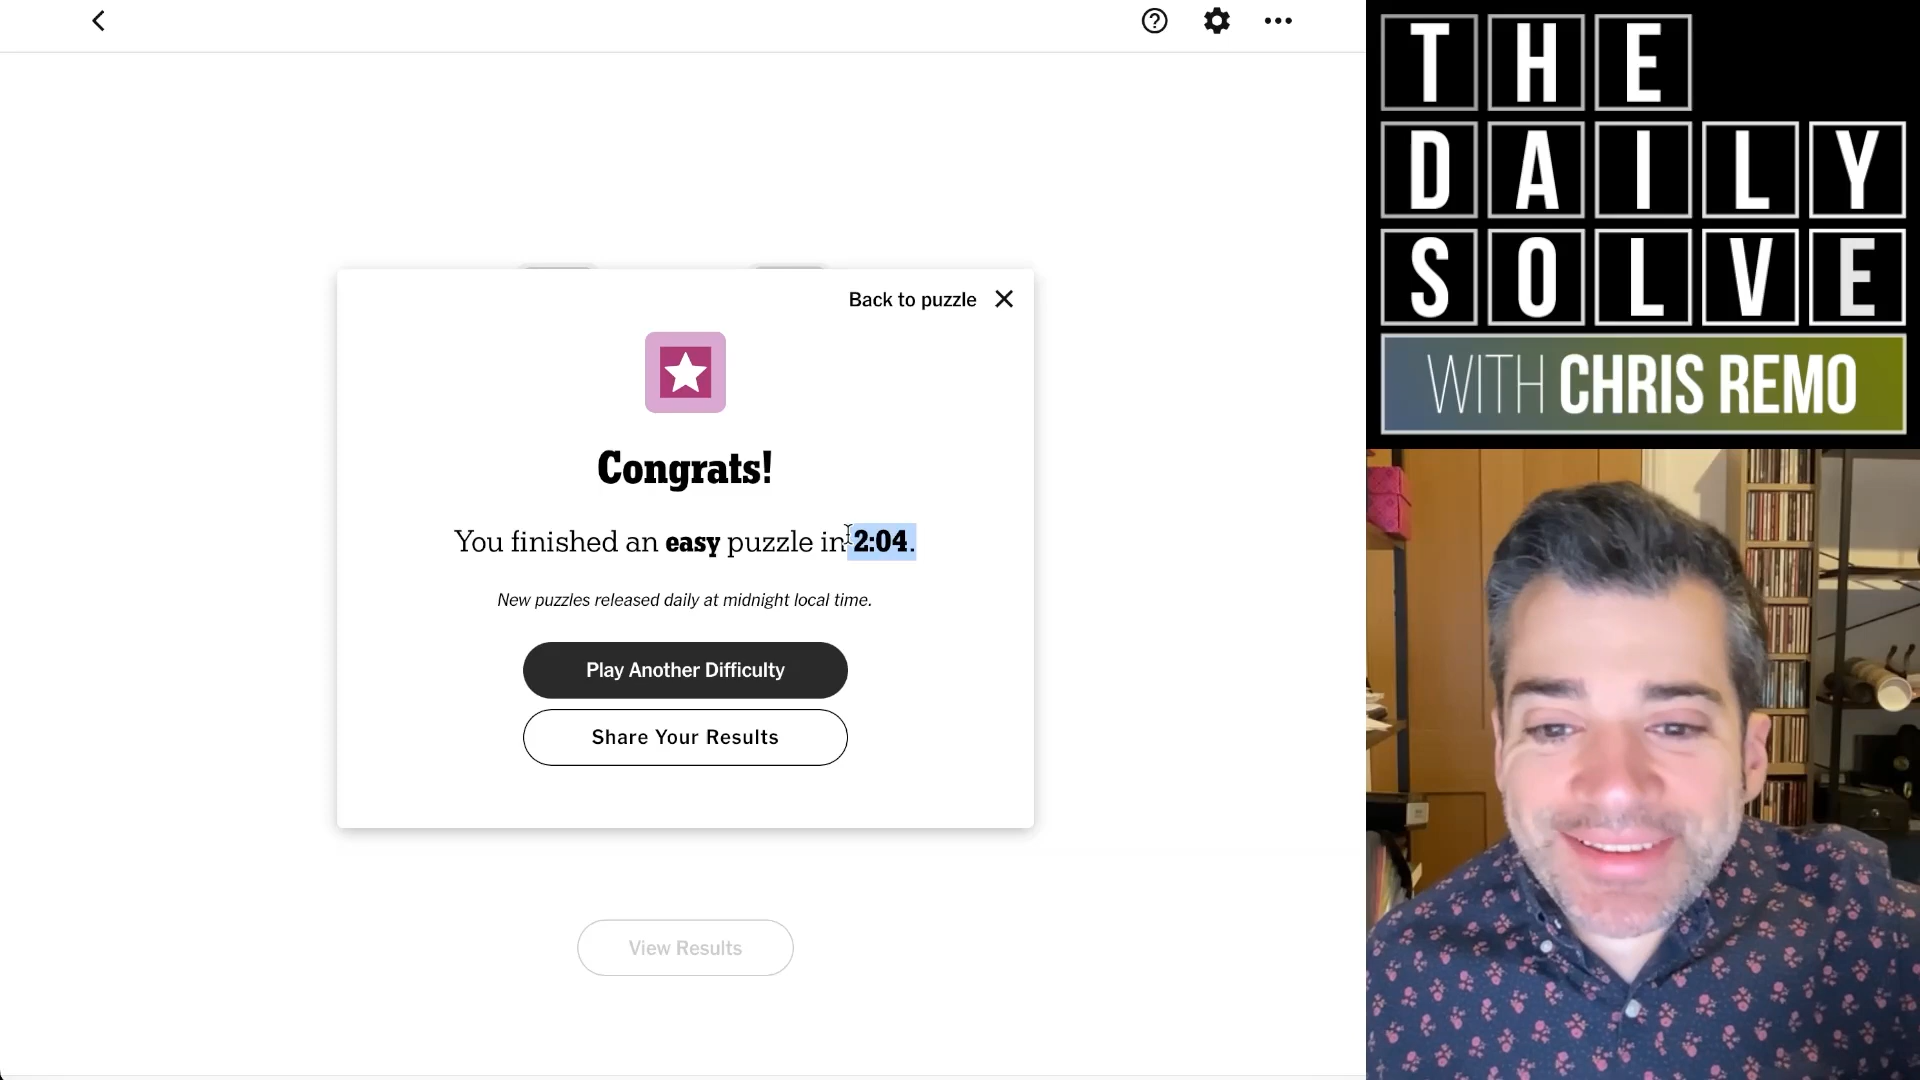 Back to puzzle
Congrats!
You finished an easy puzzle in 2:04.
New puzzles released daily at midnight local time.
Play Another Difficulty
Share Your Results
View Results
THE
DAILY
SOLVE
WITH CHRIS REMO